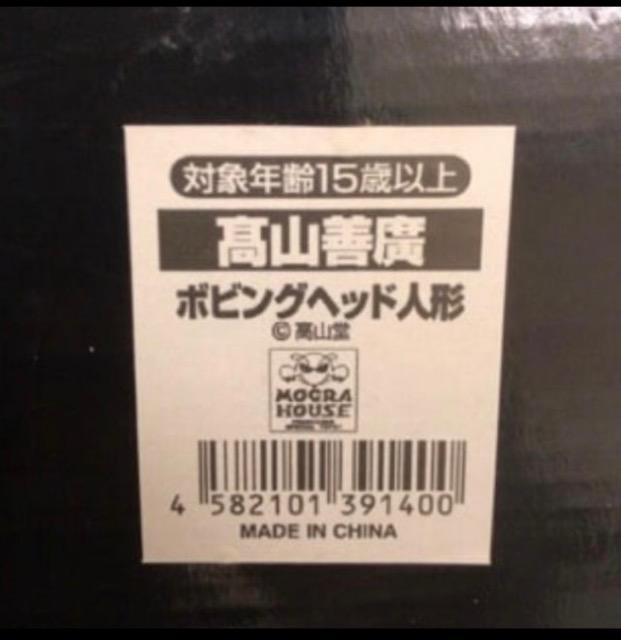 対象年齢15歳以上
髙山善廣
ボビングヘッド人形
© 髙山堂
MOGRA
HOUSE
4 582101 391400
MADE IN CHINA